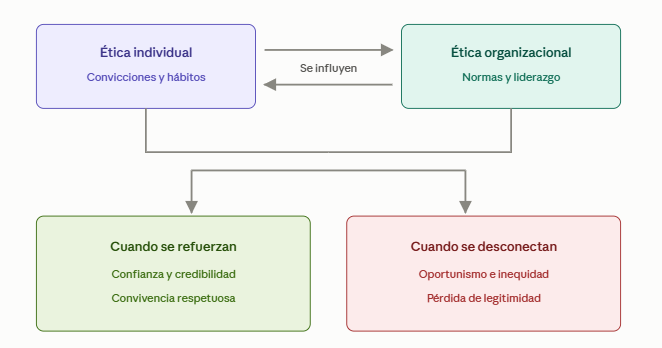 Ética individual
Convicciones y hábitos
Se influyen
Ética organizacional
Normas y liderazgo
Cuando se refuerzan
Confianza y credibilidad
Convivencia respetuosa
Cuando se desconectan
Oportunismo e inequidad
Pérdida de legitimidad